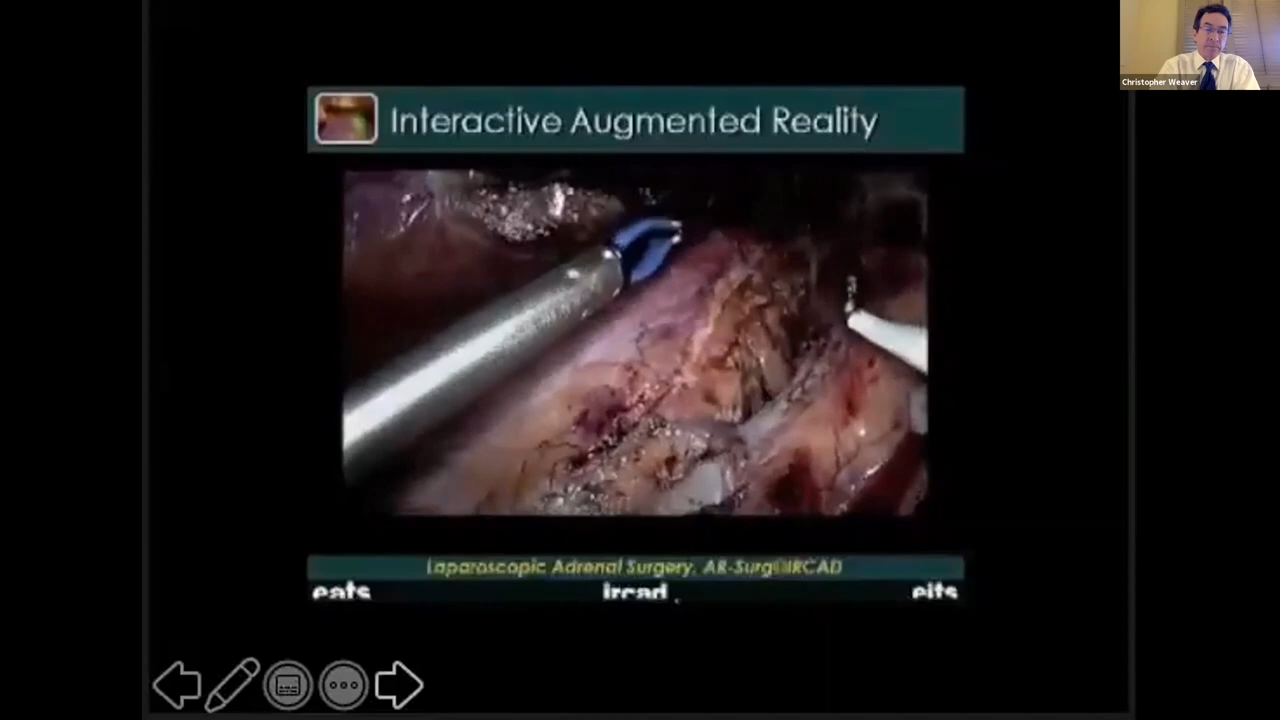 Christopher Weaver
Interactive Augmented Reality
Laparoscopic Adrenal Surgery. AR-Surg@IRCAD
eats ircad eits